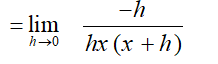 = lim h→0 −h / hx (x + h)